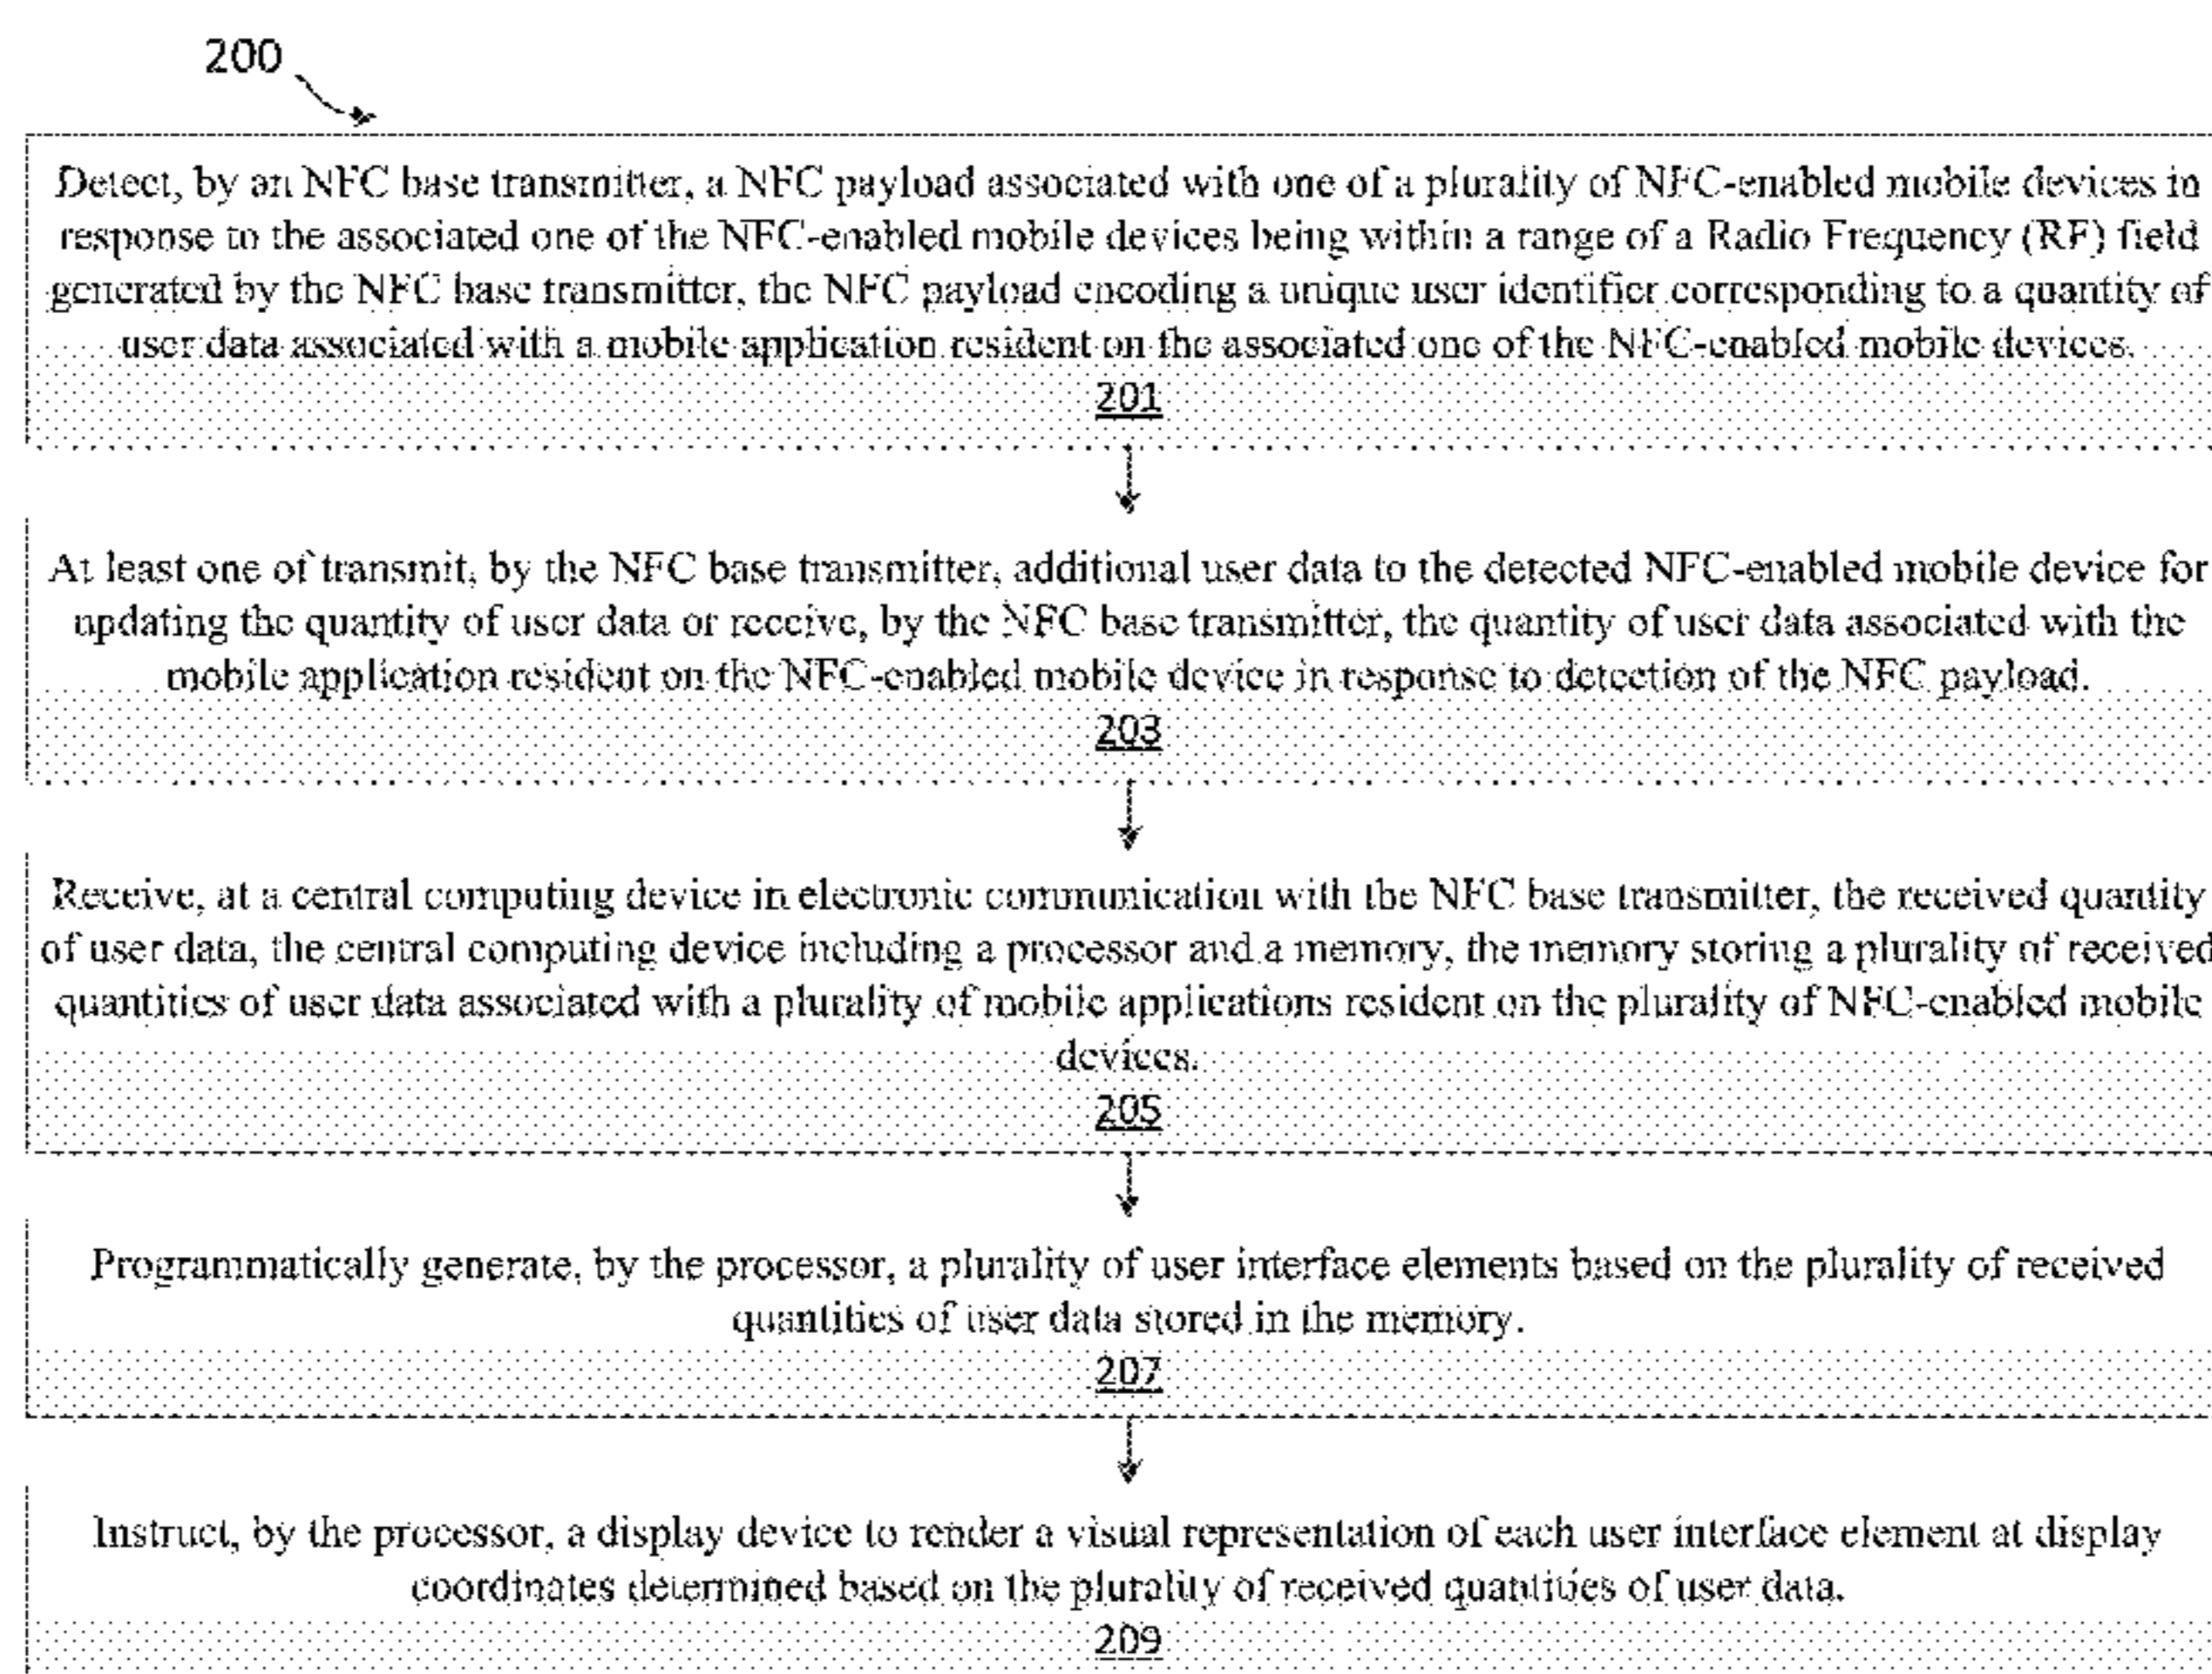 200
Detect, by an NFC base transmitter, a NFC payload associated with one of a plurality of NFC-enabled mobile devices in
response to the associated one of the NFC-enabled mobile devices being within a range of a Radio Frequency (RF) field
generated by the NFC base transmitter, the NFC payload encoding a unique user identifier corresponding to a quantity of
user data associated with a mobile application resident on the associated one of the NFC-enabled mobile devices.
201
At least one of transmit, by the NFC base transmitter, additional user data to the detected NFC-enabled mobile device for
updating the quantity of user data or receive, by the NFC base transmitter, the quantity of user data associated with the
mobile application resident on the NFC-enabled mobile device in response to detection of the NFC payload.
203
Receive, at a central computing device in electronic communication with the NFC base transmitter, the received quantity
of user data, the central computing device including a processor and a memory, the memory storing a plurality of received
quantities of user data associated with a plurality of mobile applications resident on the plurality of NFC-enabled mobile
devices.
205
Programmatically generate, by the processor, a plurality of user interface elements based on the plurality of received
quantities of user data stored in the memory.
207
Instruct, by the processor, a display device to render a visual representation of each user interface element at display
coordinates determined based on the plurality of received quantities of user data.
209